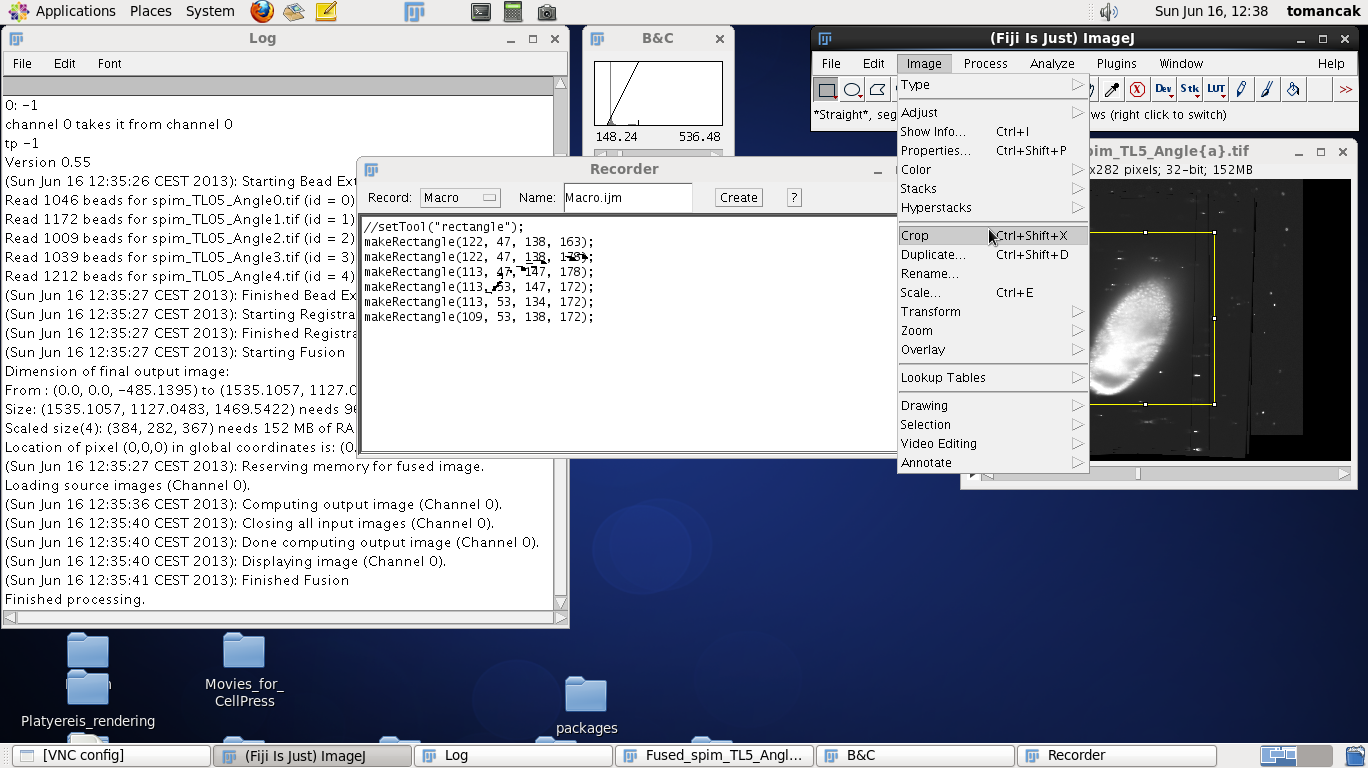 Applications Places System Sun Jun 16, 12:38 tomancak
Log
File Edit Font
0: -1
channel 0 takes it from channel 0
tp -1
Version 0.55
(Sun Jun 16 12:35:26 CEST 2013): Starting Bead Ext
Read 1046 beads for spim_TL05_Angle0.tif (id = 0)
Read 1172 beads for spim_TL05_Angle1.tif (id = 1)
Read 1009 beads for spim_TL05_Angle2.tif (id = 2)
Read 1039 beads for spim_TL05_Angle3.tif (id = 3)
Read 1212 beads for spim_TL05_Angle4.tif (id = 4)
(Sun Jun 16 12:35:27 CEST 2013): Finished Bead Ex
(Sun Jun 16 12:35:27 CEST 2013): Starting Registra
(Sun Jun 16 12:35:27 CEST 2013): Finished Registra
(Sun Jun 16 12:35:27 CEST 2013): Starting Fusion
Dimension of final output image:
From : (0.0, 0.0, -485.1395) to (1535.1057, 1127.0
Size: (1535.1057, 1127.0483, 1469.5422) needs 96
Scaled size(4): (384, 282, 367) needs 152 MB of RA
Location of pixel (0,0,0) in global coordinates is: (0.
(Sun Jun 16 12:35:27 CEST 2013): Reserving memory for fused image.
Loading source images (Channel 0).
(Sun Jun 16 12:35:36 CEST 2013): Computing output image (Channel 0).
(Sun Jun 16 12:35:40 CEST 2013): Closing all input images (Channel 0).
(Sun Jun 16 12:35:40 CEST 2013): Done computing output image (Channel 0).
(Sun Jun 16 12:35:40 CEST 2013): Displaying image (Channel 0).
(Sun Jun 16 12:35:41 CEST 2013): Finished Fusion
Finished processing.
B&C
148.24 536.48
Recorder
Record: Macro Name: Macro.ijm Create ?
//setTool("rectangle");
makeRectangle(122, 47, 138, 163);
makeRectangle(122, 47, 138, 178);
makeRectangle(113, 47, 147, 178);
makeRectangle(113, 53, 147, 172);
makeRectangle(113, 53, 134, 172);
makeRectangle(109, 53, 138, 172);
(Fiji Is Just) ImageJ
File Edit Image Process Analyze Plugins Window Help
Dev Stk LUT >>
*Straight*, seg ws (right click to switch)
Type
Adjust
Show Info... Ctrl+I
Properties... Ctrl+Shift+P
Color
Stacks
Hyperstacks
Crop Ctrl+Shift+X
Duplicate... Ctrl+Shift+D
Rename...
Scale... Ctrl+E
Transform
Zoom
Overlay
Lookup Tables
Drawing
Selection
Video Editing
Annotate
spim_TL5_Angle{a}.tif
x282 pixels; 32-bit; 152MB
Platyereis_rendering
Movies_for_
CellPress
packages
[VNC config] (Fiji Is Just) ImageJ Log Fused_spim_TL5_Angl... B&C Recorder